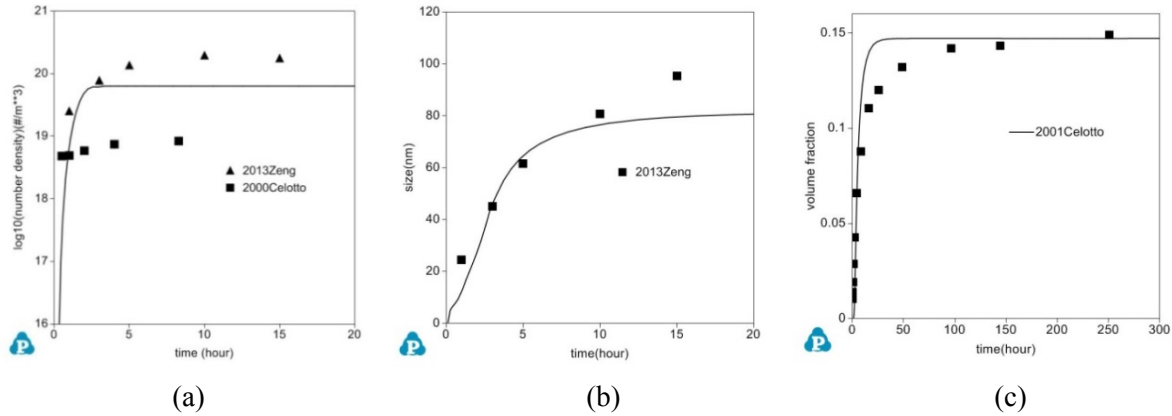 log10(number density)(#/m**3)
21
20
19
18
17
16
0
5
10
15
20
time (hour)
▲ 2013Zeng
■ 2000Celotto
P
(a)
size(nm)
120
100
80
60
40
20
0
0
5
10
15
20
time(hour)
■ 2013Zeng
P
(b)
volume fraction
0.15
0.1
0.05
0
0
50
100
150
200
250
300
time(hour)
2001Celotto
P
(c)